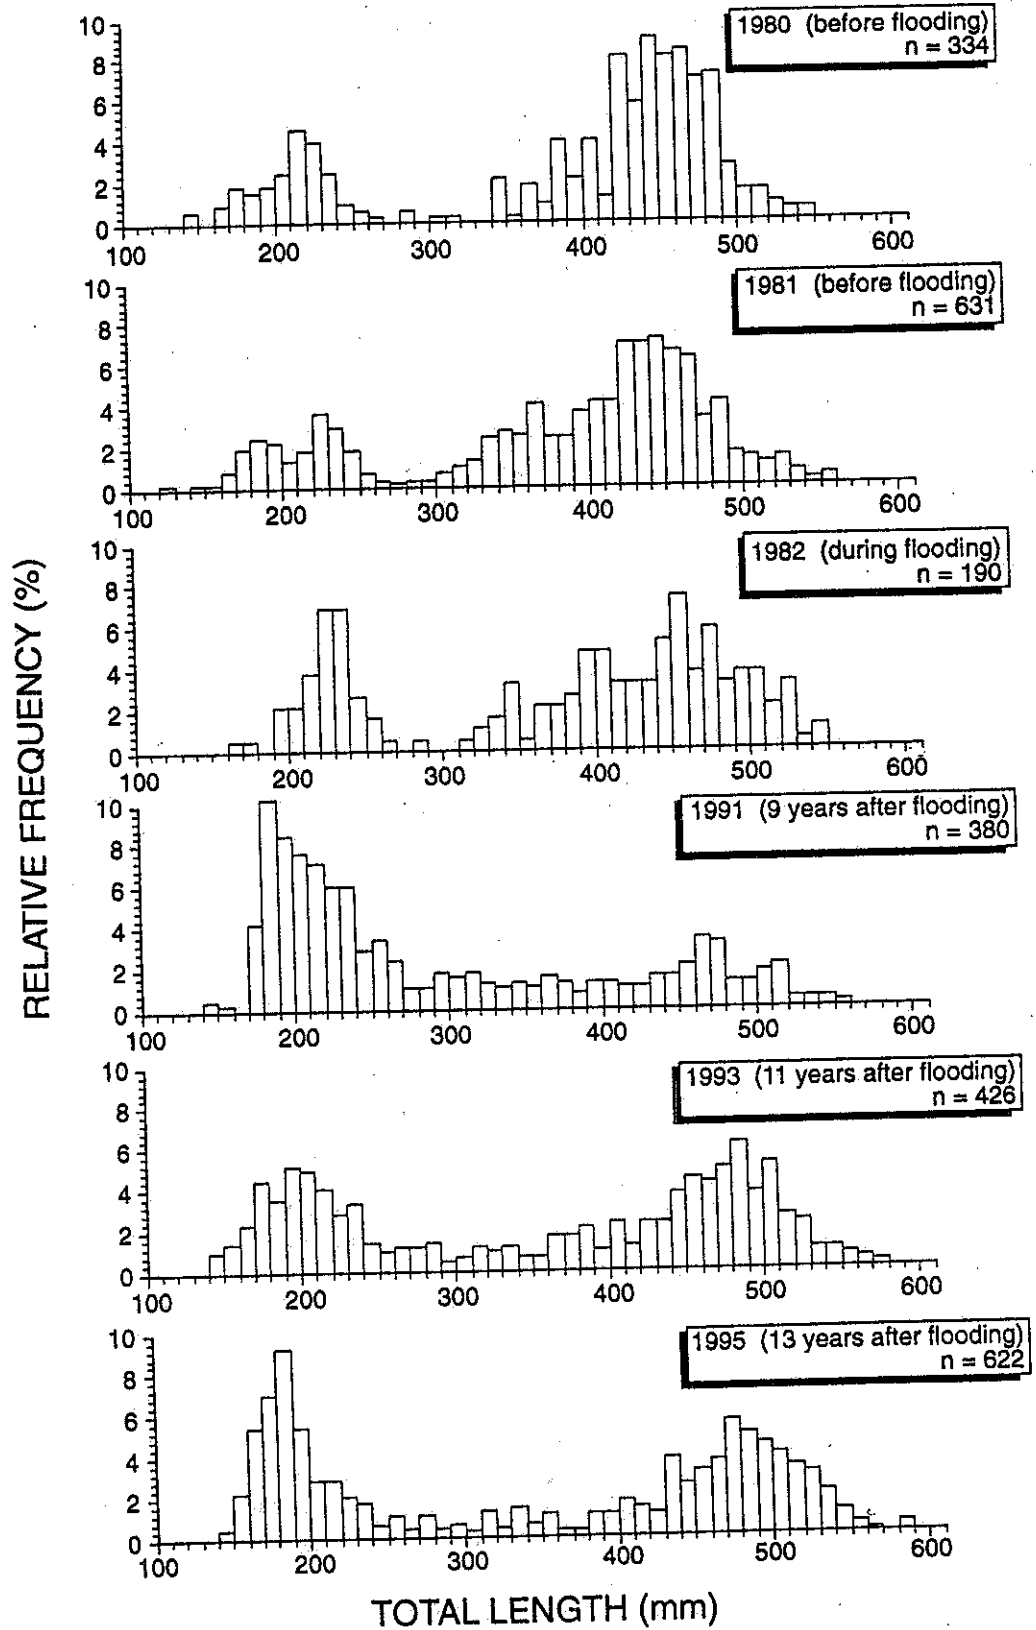 RELATIVE FREQUENCY (%)
1980 (before flooding)
n = 334
10
8
6
4
2
0
100 200 300 400 500 600
1981 (before flooding)
n = 631
10
8
6
4
2
0
100 200 300 400 500 600
1982 (during flooding)
n = 190
10
8
6
4
2
0
100 200 300 400 500 600
1991 (9 years after flooding)
n = 380
10
8
6
4
2
0
100 200 300 400 500 600
1993 (11 years after flooding)
n = 426
10
8
6
4
2
0
100 200 300 400 500 600
1995 (13 years after flooding)
n = 622
10
8
6
4
2
0
100 200 300 400 500 600
TOTAL LENGTH (mm)